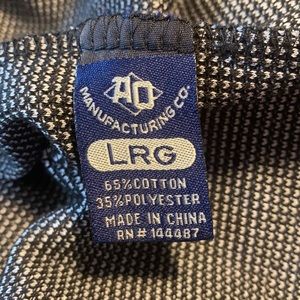 AO
MANUFACTURING CO.
LRG
65% COTTON
35% POLYESTER
MADE IN CHINA
RN# 144487